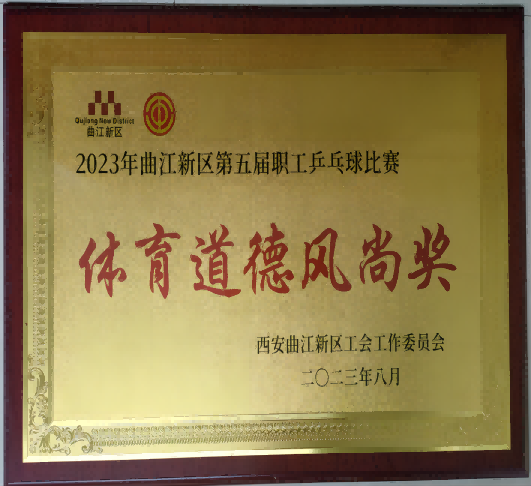 Qujiang New District
曲江新区
2023年曲江新区第五届职工乒乓球比赛
体育道德风尚奖
西安曲江新区工会工作委员会
二〇二三年八月